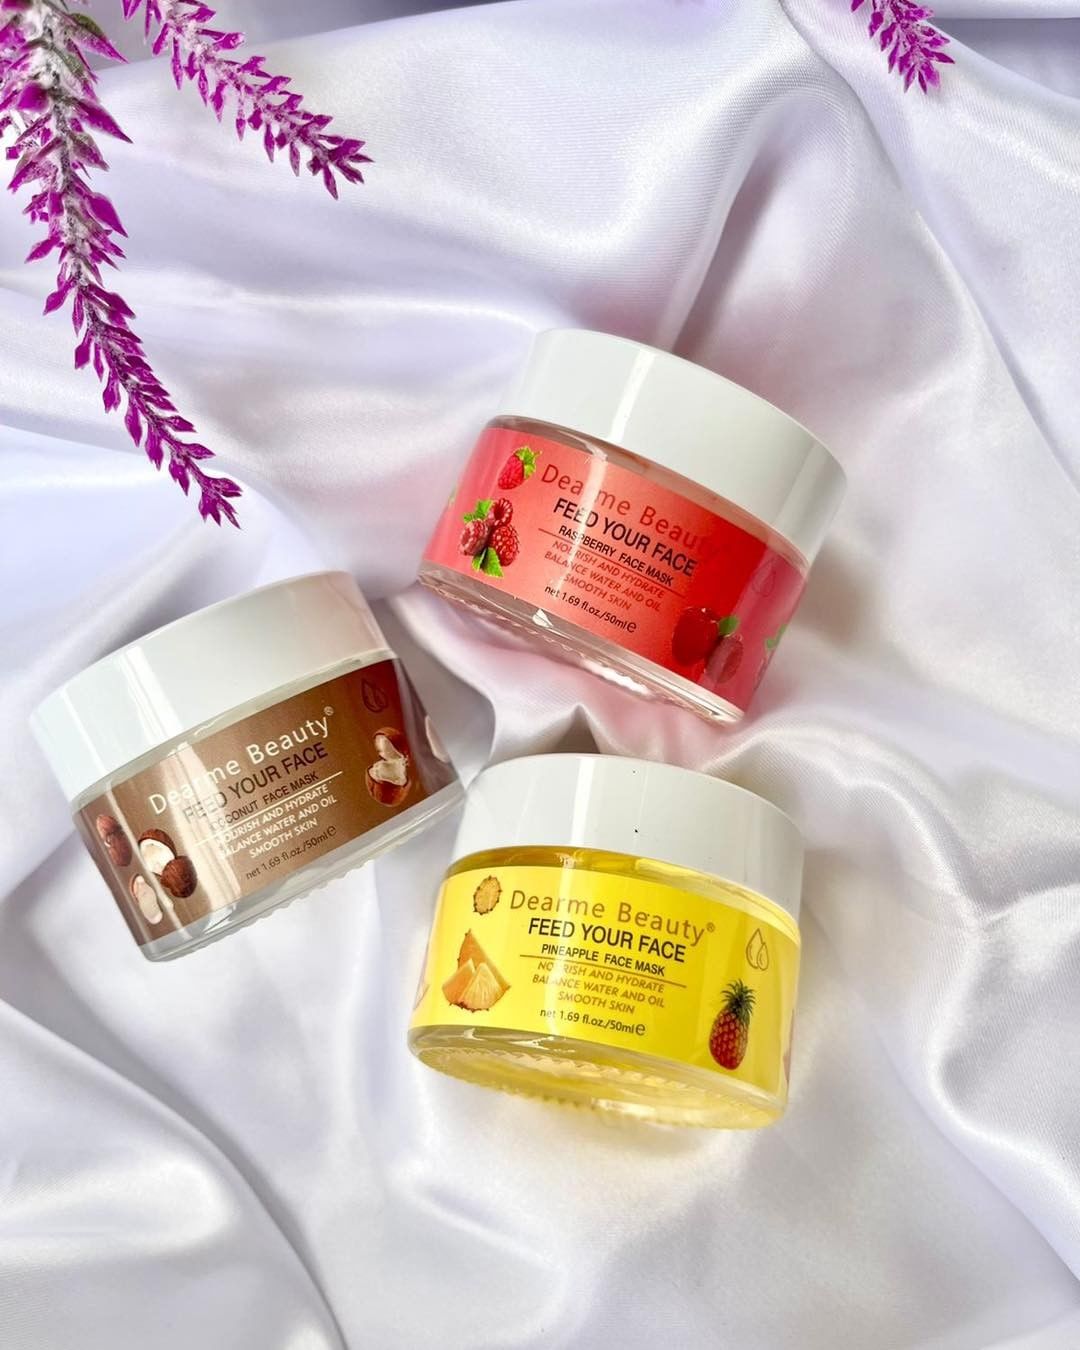 Dearme Beauty
FEED YOUR FACE
RASPBERRY FACE MASK
NOURISH AND HYDRATE
BALANCE WATER AND OIL
SMOOTH SKIN
net 1.69 fl.oz./50ml℮
Dearme Beauty®
FEED YOUR FACE
COCONUT FACE MASK
NOURISH AND HYDRATE
BALANCE WATER AND OIL
SMOOTH SKIN
net 1.69 fl.oz./50ml℮
Dearme Beauty®
FEED YOUR FACE
PINEAPPLE FACE MASK
NOURISH AND HYDRATE
BALANCE WATER AND OIL
SMOOTH SKIN
net 1.69 fl.oz./50ml℮